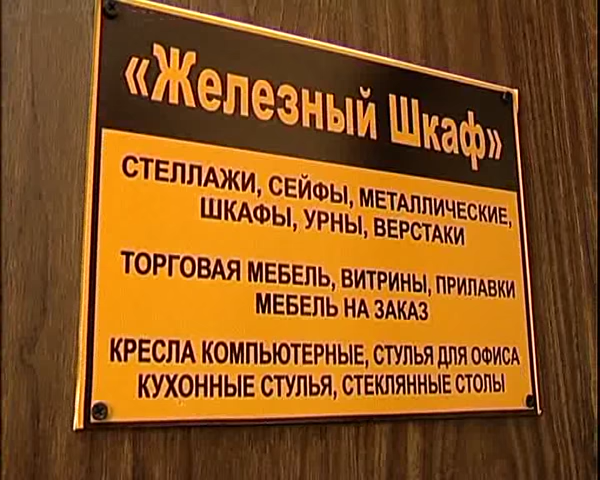 «Железный Шкаф»
СТЕЛЛАЖИ, СЕЙФЫ, МЕТАЛЛИЧЕСКИЕ,
ШКАФЫ, УРНЫ, ВЕРСТАКИ
ТОРГОВАЯ МЕБЕЛЬ, ВИТРИНЫ, ПРИЛАВКИ
МЕБЕЛЬ НА ЗАКАЗ
КРЕСЛА КОМПЬЮТЕРНЫЕ, СТУЛЬЯ ДЛЯ ОФИСА
КУХОННЫЕ СТУЛЬЯ, СТЕКЛЯННЫЕ СТОЛЫ